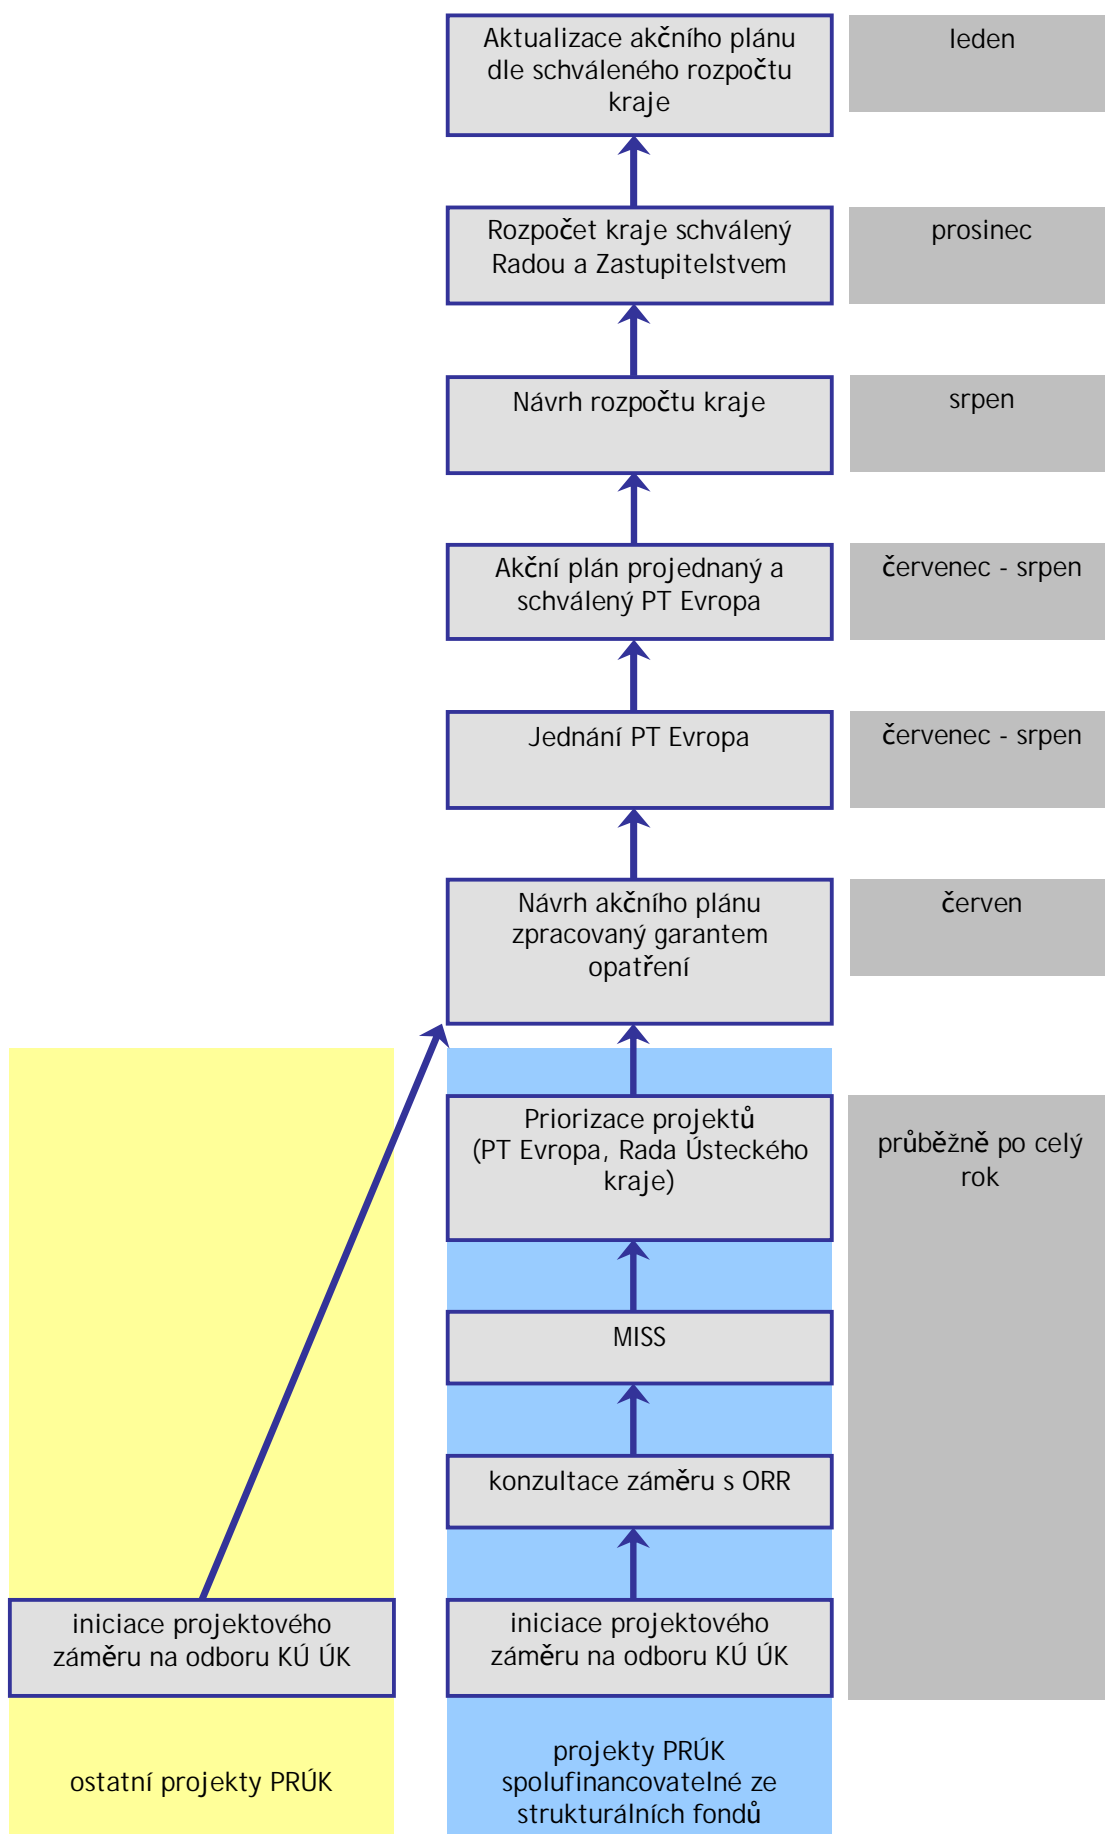 Aktualizace akčního plánu
dle schváleného rozpočtu
kraje
leden
Rozpočet kraje schválený
Radou a Zastupitelstvem
prosinec
Návrh rozpočtu kraje
srpen
Akční plán projednaný a
schválený PT Evropa
červenec - srpen
Jednání PT Evropa
červenec - srpen
Návrh akčního plánu
zpracovaný garantem
opatření
červen
Priorizace projektů
(PT Evropa, Rada Ústeckého
kraje)
průběžně po celý
rok
MISS
konzultace záměru s ORR
iniciace projektového
záměru na odboru KÚ ÚK
iniciace projektového
záměru na odboru KÚ ÚK
ostatní projekty PRÚK
projekty PRÚK
spolufinancovatelné ze
strukturálních fondů